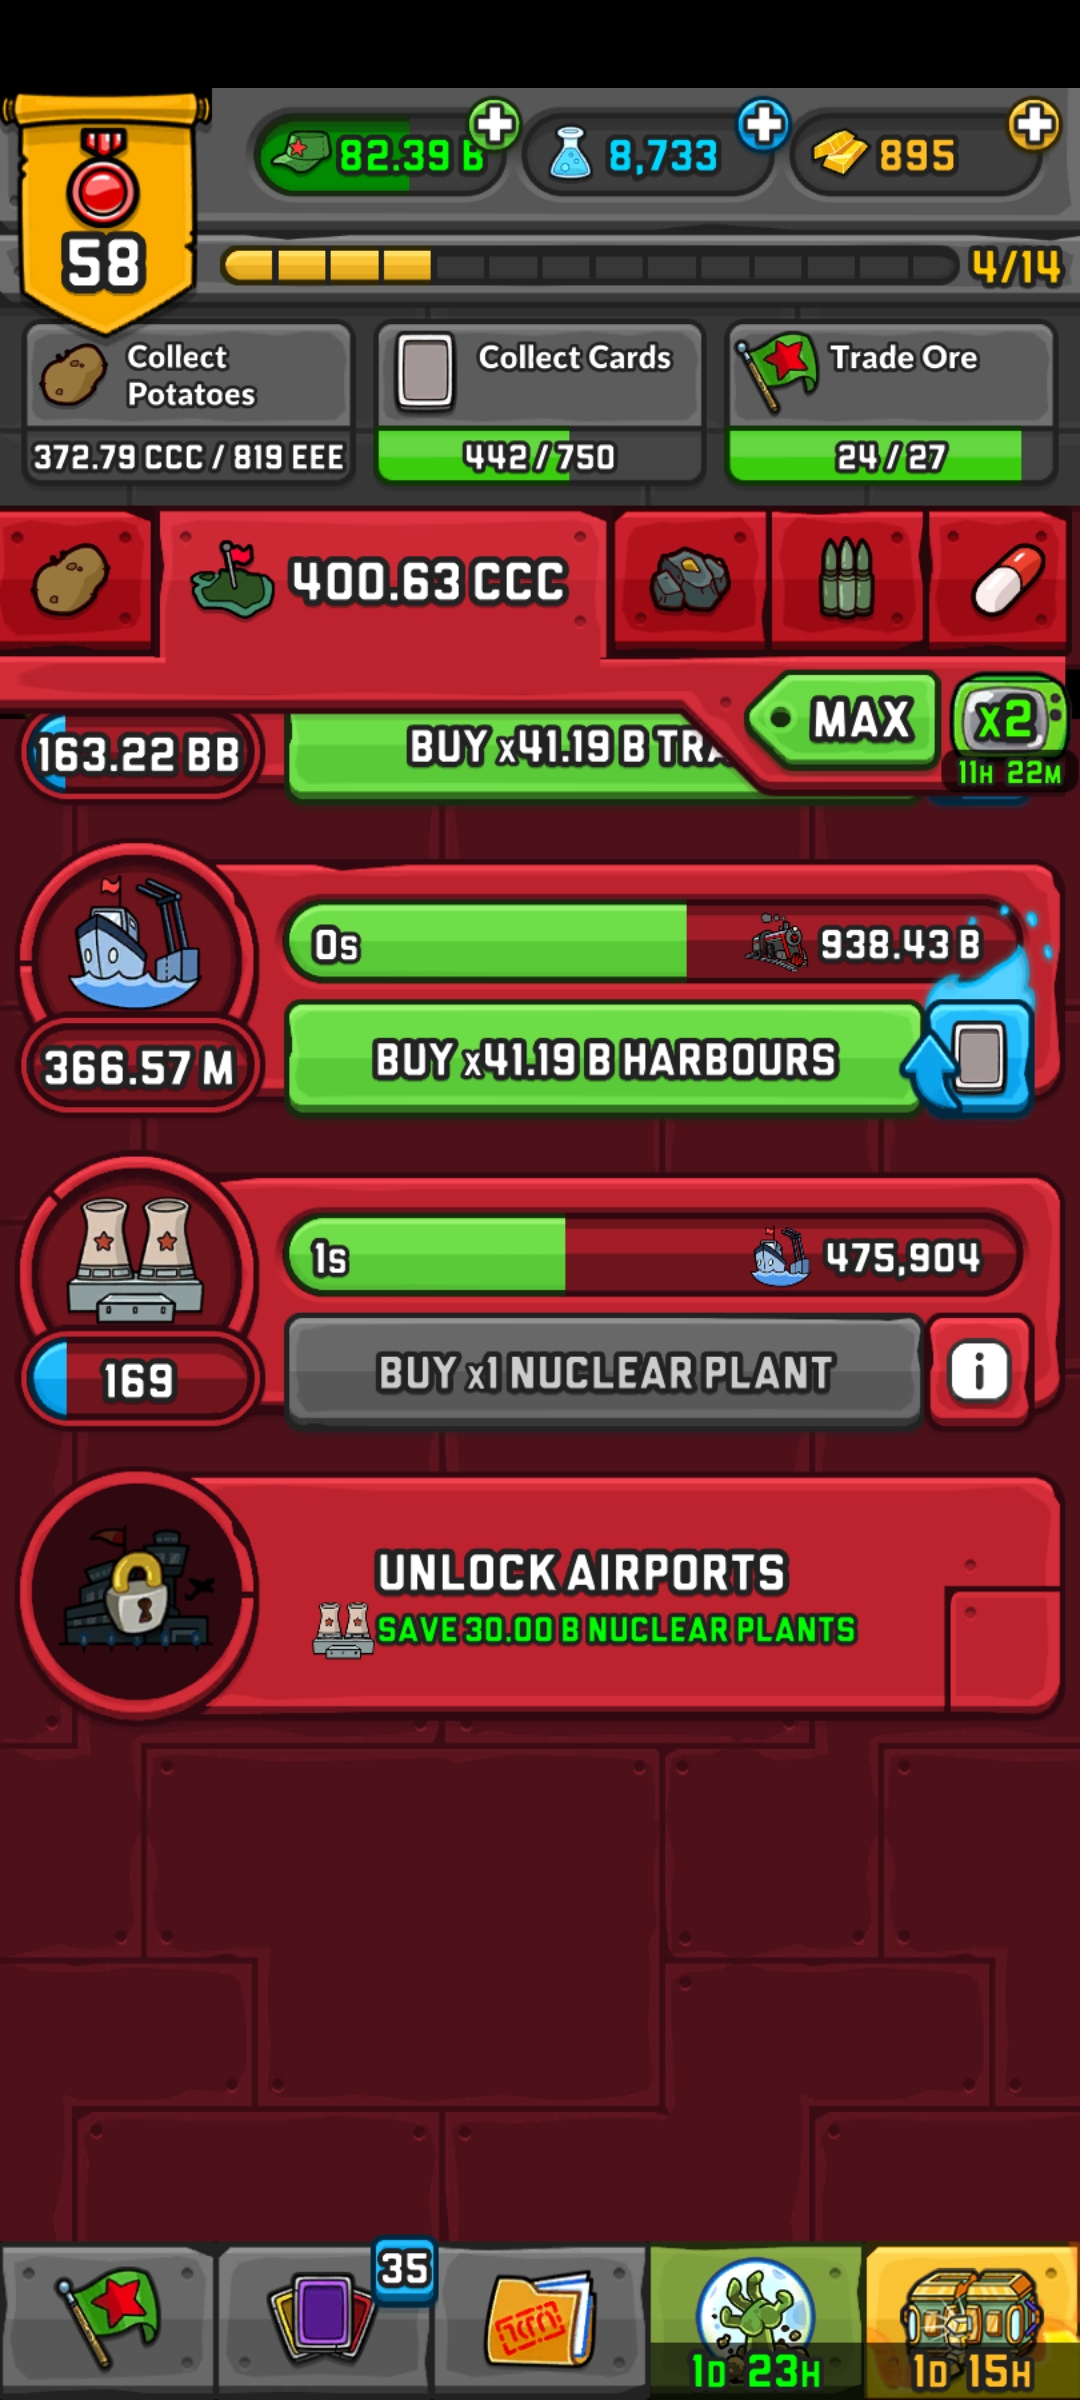 82.39 B
8,733
895
58
4/14
Collect
Potatoes
Collect Cards
Trade Ore
372.79 CCC / 819 EEE
442/750
24/27
400.63 CCC
MAX
x2
11H 22M
163.22 BB
BUY x41.19 B TRA
0s
938.43 B
366.57 M
BUY x41.19 B HARBOURS
1s
475,904
169
BUY x1 NUCLEAR PLANT
i
UNLOCK AIRPORTS
SAVE 30.00 B NUCLEAR PLANTS
35
1D 23H
1D 15H